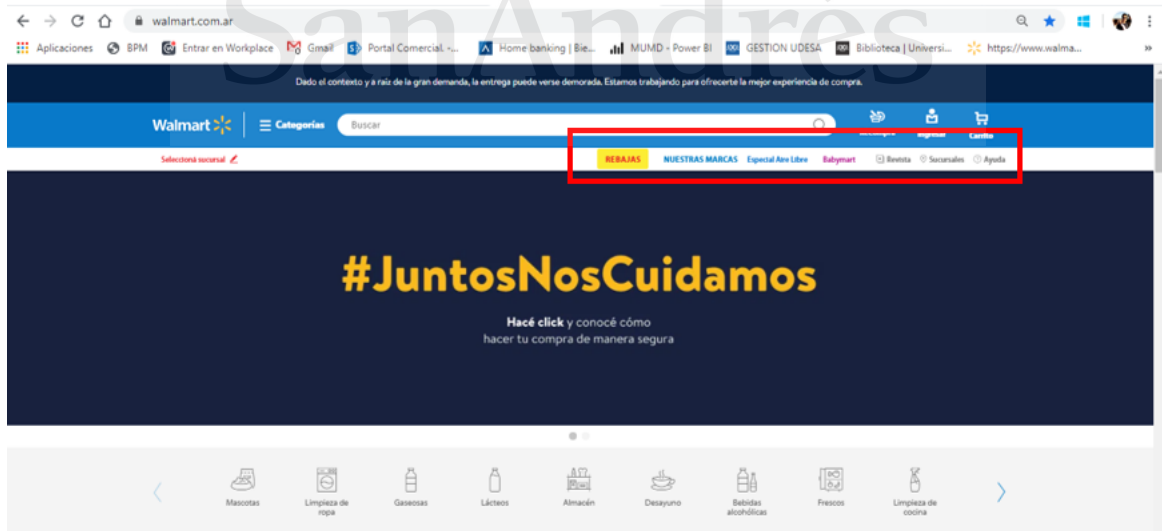 SanAndrés
walmart.com.ar
Aplicaciones BPM Entrar en Workplace Gmail Portal Comercial -... Home banking | Bie... MUMD - Power BI GESTION UDESA Biblioteca | Universi... https://www.walma... »
Dado el contexto y a raíz de la gran demanda, la entrega puede verse demorada. Estamos trabajando para ofrecerte la mejor experiencia de compra.
Walmart Categorías Buscar Ingresar Carrito
Seleccioná sucursal REBAJAS NUESTRAS MARCAS Especial Aire Libre Babymart Revista Sucursales Ayuda
#JuntosNosCuidamos
Hacé click y conocé cómo
hacer tu compra de manera segura
Mascotas Limpieza de ropa Gaseosas Lácteos Almacén Desayuno Bebidas alcohólicas Frescos Limpieza de cocina